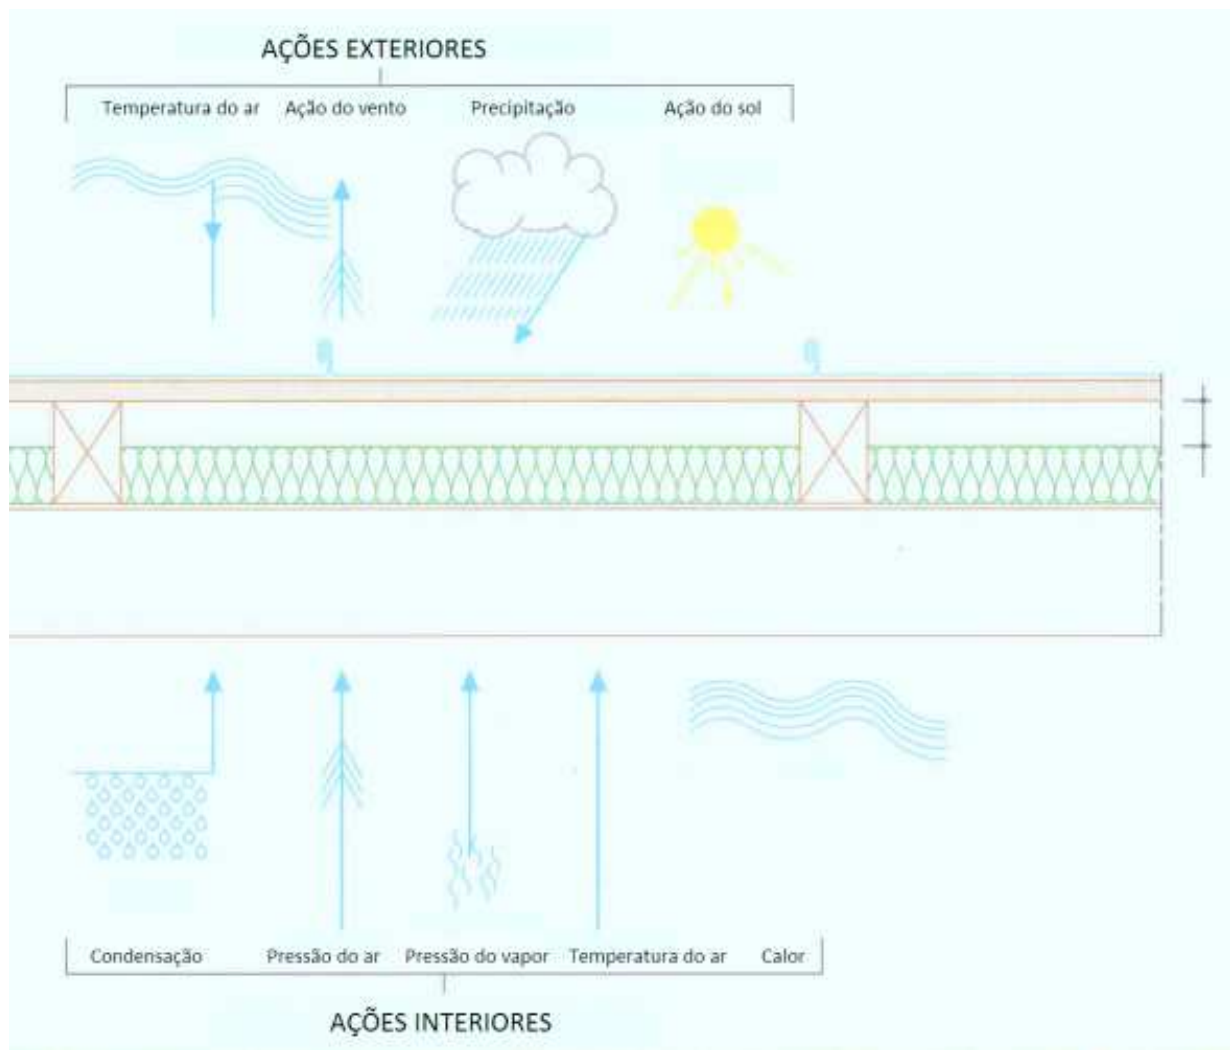 AÇÕES EXTERIORES
Temperatura do ar Ação do vento Precipitação Ação do sol
Condensação Pressão do ar Pressão do vapor Temperatura do ar Calor
AÇÕES INTERIORES